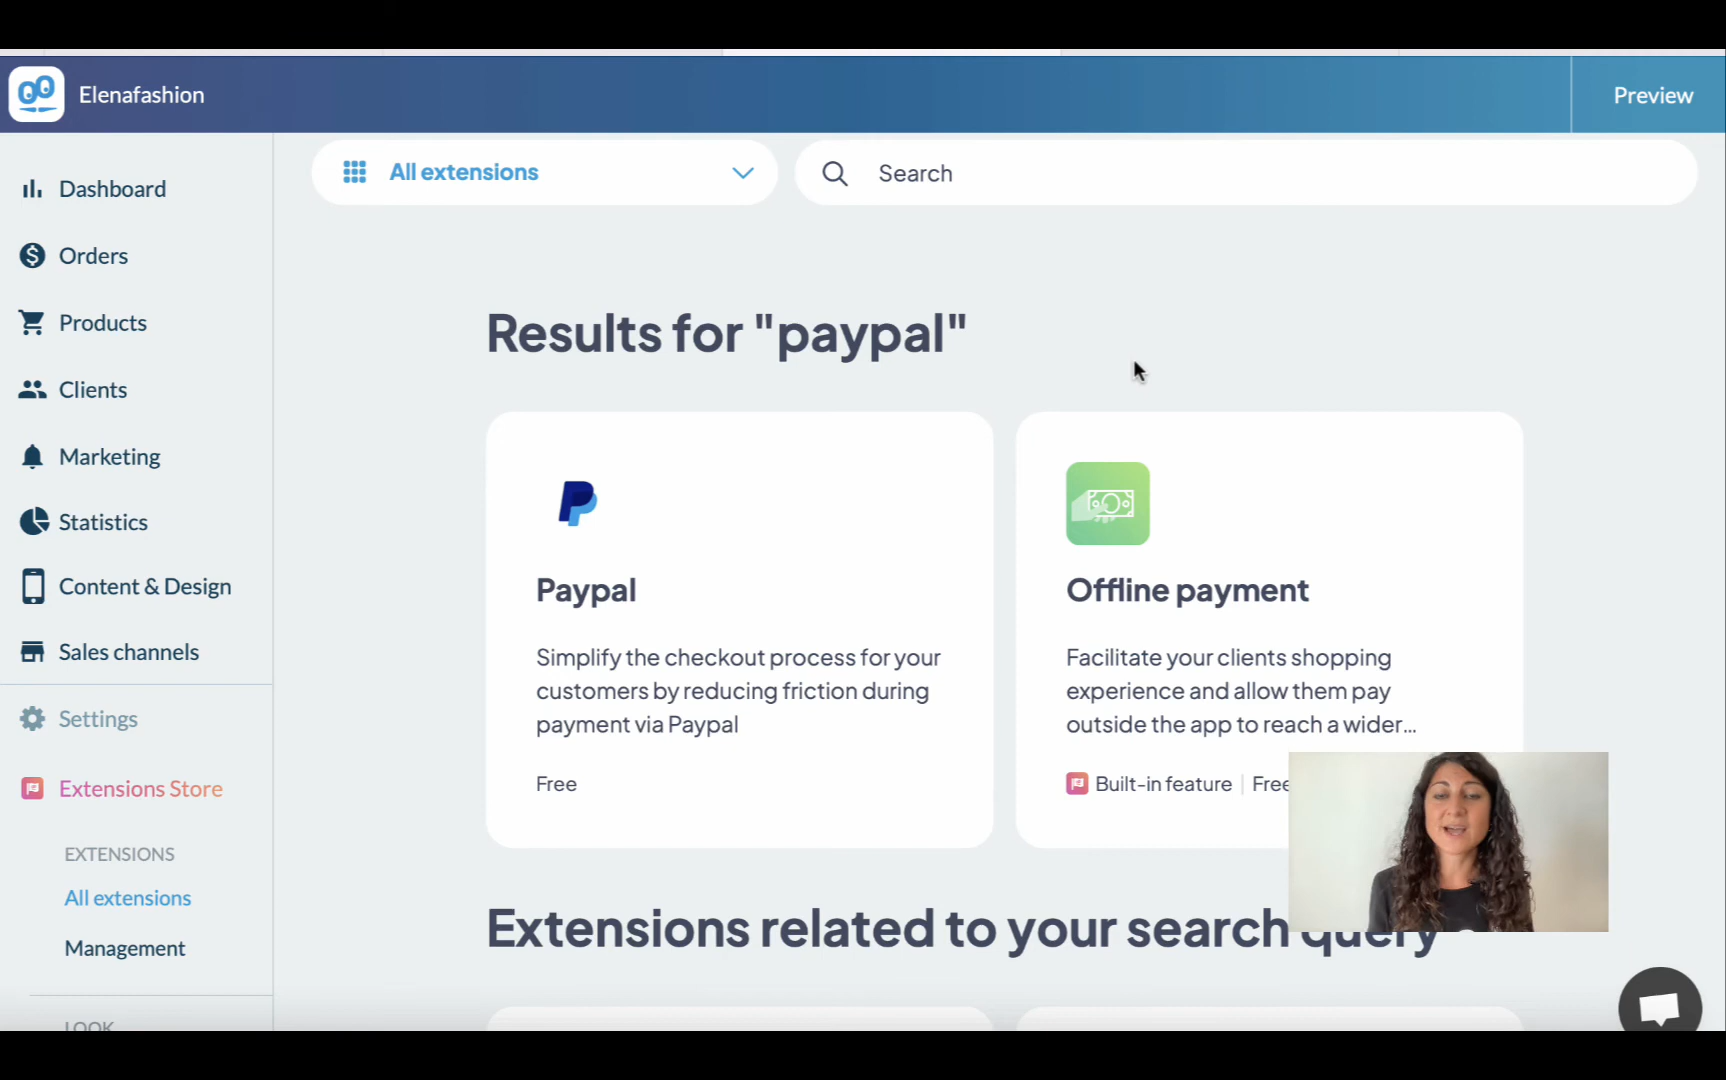 Elenafashion
Preview
Dashboard
Orders
Products
Clients
Marketing
Statistics
Content & Design
Sales channels
Settings
Extensions Store
EXTENSIONS
All extensions
Management
LOOK
All extensions
Search
Results for "paypal"
Paypal
Simplify the checkout process for your
customers by reducing friction during
payment via Paypal
Free
Offline payment
Facilitate your clients shopping
experience and allow them pay
outside the app to reach a wider...
Built-in feature | Free
Extensions related to your search query